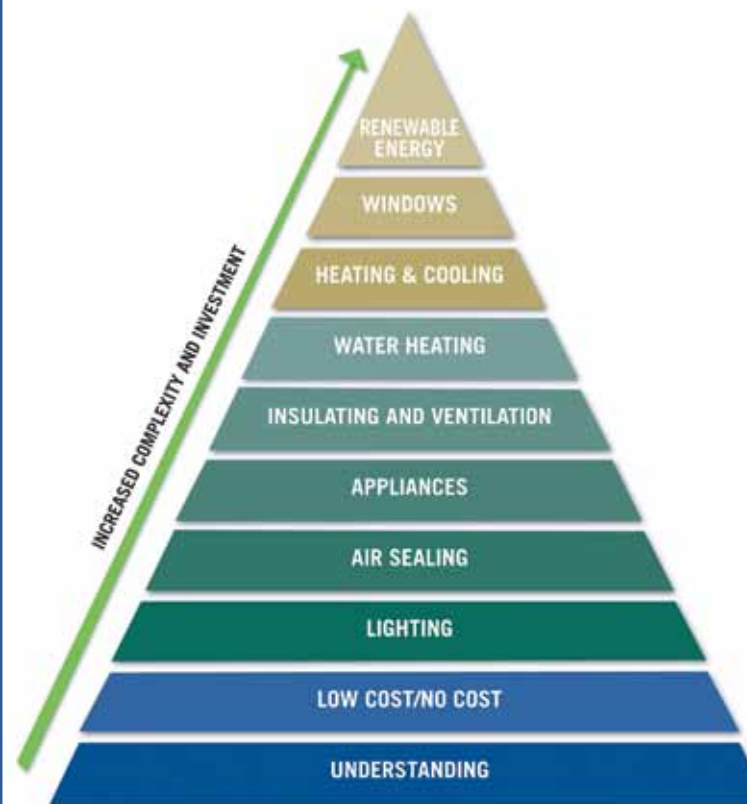 RENEWABLE
ENERGY
WINDOWS
HEATING & COOLING
WATER HEATING
INSULATING AND VENTILATION
APPLIANCES
AIR SEALING
LIGHTING
LOW COST/NO COST
UNDERSTANDING
INCREASED COMPLEXITY AND INVESTMENT